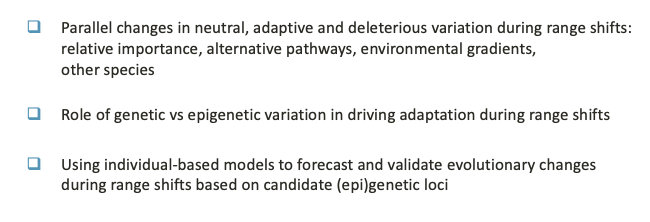 Parallel changes in neutral, adaptive and deleterious variation during range shifts:
relative importance, alternative pathways, environmental gradients,
other species
Role of genetic vs epigenetic variation in driving adaptation during range shifts
Using individual-based models to forecast and validate evolutionary changes
during range shifts based on candidate (epi)genetic loci